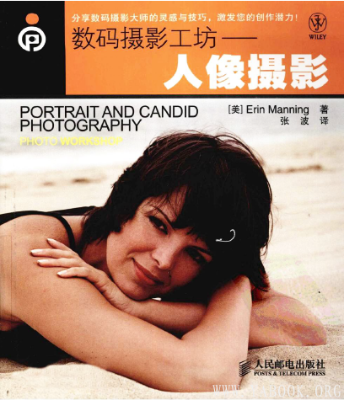 分享数码摄影大师的灵感与技巧，激发您的创作潜力！
WILEY
数码摄影工坊——
人像摄影
PORTRAIT AND CANDID
PHOTOGRAPHY
PHOTO WORKSHOP
[美] Erin Manning 著
张 波 译
人民邮电出版社
POSTS & TELECOM PRESS